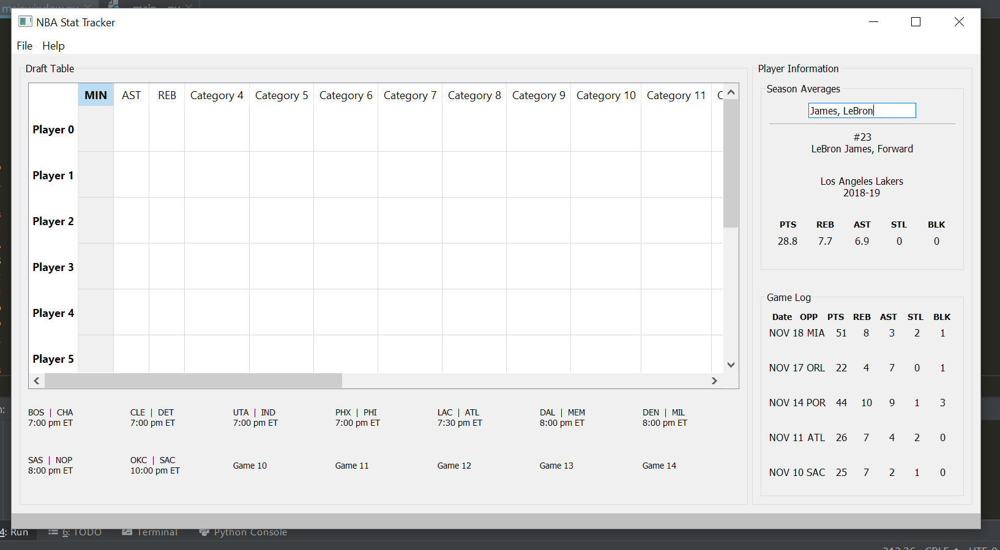 mainwindow.py
main
.py
NBA Stat Tracker
File Help
Draft Table
MIN AST REB Category 4 Category 5 Category 6 Category 7 Category 8 Category 9 Category 10 Category 11
Player 0
Player 1
Player 2
Player 3
Player 4
Player 5
BOS | CHA
7:00 pm ET
CLE | DET
7:00 pm ET
UTA | IND
7:00 pm ET
PHX | PHI
7:00 pm ET
LAC | ATL
7:30 pm ET
DAL | MEM
8:00 pm ET
DEN | MIL
8:00 pm ET
SAS | NOP
8:00 pm ET
OKC | SAC
10:00 pm ET
Game 10
Game 11
Game 12
Game 13
Game 14
Player Information
Season Averages
James, LeBron
#23
LeBron James, Forward
Los Angeles Lakers
2018-19
PTS REB AST STL BLK
28.8 7.7 6.9 0 0
Game Log
Date OPP PTS REB AST STL BLK
NOV 18 MIA 51 8 3 2 1
NOV 17 ORL 22 4 7 0 1
NOV 14 POR 44 10 9 1 3
NOV 11 ATL 26 7 4 2 0
NOV 10 SAC 25 7 2 1 0
4: Run 6: TODO Terminal Python Console